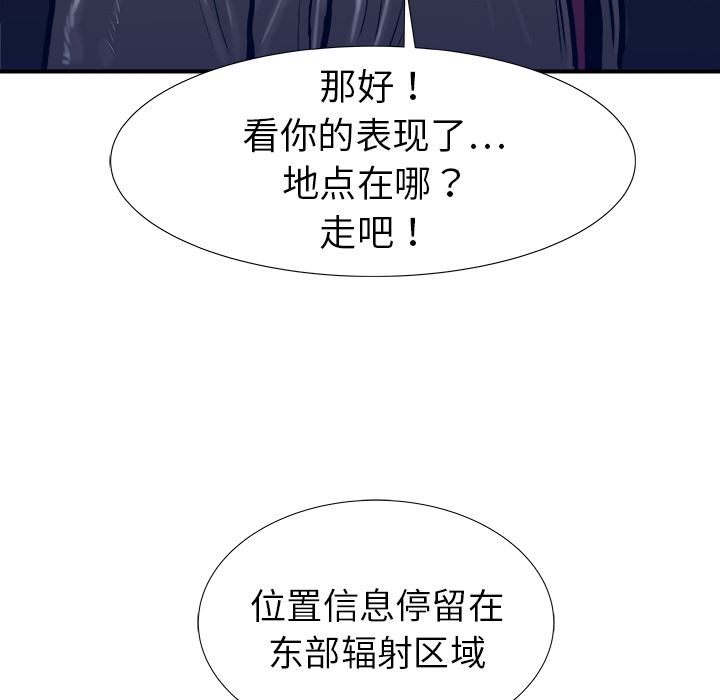 那好！
看你的表现了...
地点在哪？
走吧！
位置信息停留在
东部辐射区域